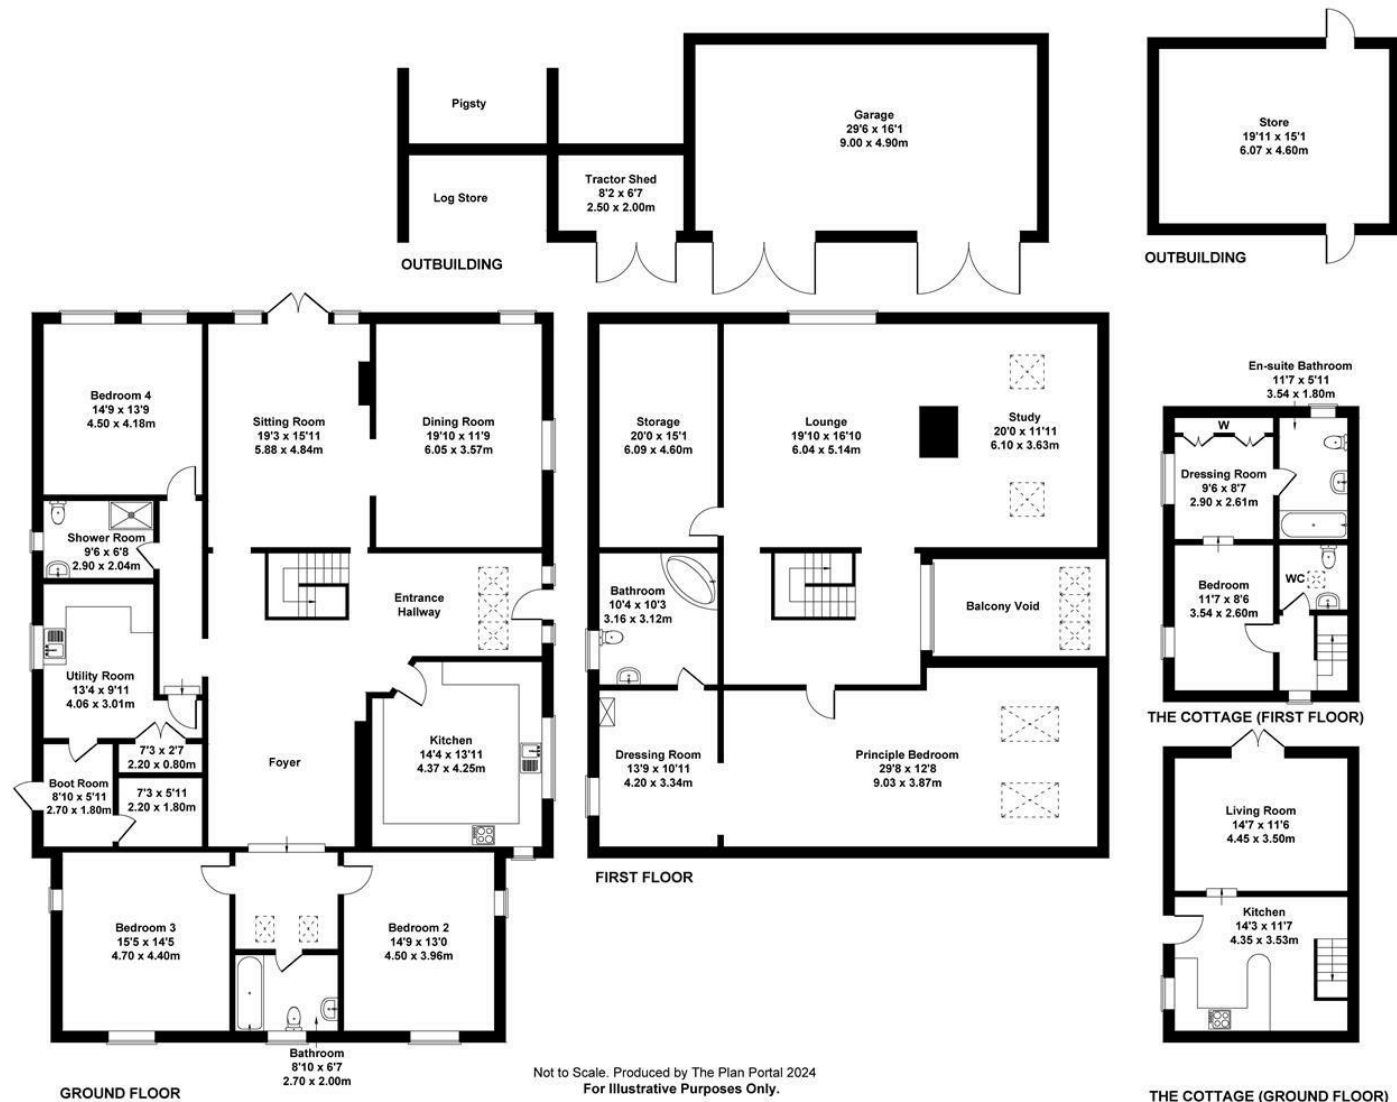 Pigsty
Log Store
Tractor Shed
8'2 x 6'7
2.50 x 2.00m
Garage
29'6 x 16'1
9.00 x 4.90m
OUTBUILDING
Store
19'11 x 15'1
6.07 x 4.60m
OUTBUILDING
Bedroom 4
14'9 x 13'9
4.50 x 4.18m
Sitting Room
19'3 x 15'11
5.88 x 4.84m
Dining Room
19'10 x 11'9
6.05 x 3.57m
Shower Room
9'6 x 6'8
2.90 x 2.04m
Entrance
Hallway
Utility Room
13'4 x 9'11
4.06 x 3.01m
7'3 x 2'7
2.20 x 0.80m
Boot Room
8'10 x 5'11
2.70 x 1.80m
7'3 x 5'11
2.20 x 1.80m
Foyer
Kitchen
14'4 x 13'11
4.37 x 4.25m
Bedroom 3
15'5 x 14'5
4.70 x 4.40m
Bedroom 2
14'9 x 13'0
4.50 x 3.96m
Bathroom
8'10 x 6'7
2.70 x 2.00m
GROUND FLOOR
Storage
20'0 x 15'1
6.09 x 4.60m
Lounge
19'10 x 16'10
6.04 x 5.14m
Study
20'0 x 11'11
6.10 x 3.63m
Bathroom
10'4 x 10'3
3.16 x 3.12m
Balcony Void
Dressing Room
13'9 x 10'11
4.20 x 3.34m
Principle Bedroom
29'8 x 12'8
9.03 x 3.87m
FIRST FLOOR
En-suite Bathroom
11'7 x 5'11
3.54 x 1.80m
W
Dressing Room
9'6 x 8'7
2.90 x 2.61m
Bedroom
11'7 x 8'6
3.54 x 2.60m
WC
THE COTTAGE (FIRST FLOOR)
Living Room
14'7 x 11'6
4.45 x 3.50m
Kitchen
14'3 x 11'7
4.35 x 3.53m
THE COTTAGE (GROUND FLOOR)
Not to Scale. Produced by The Plan Portal 2024
For Illustrative Purposes Only.